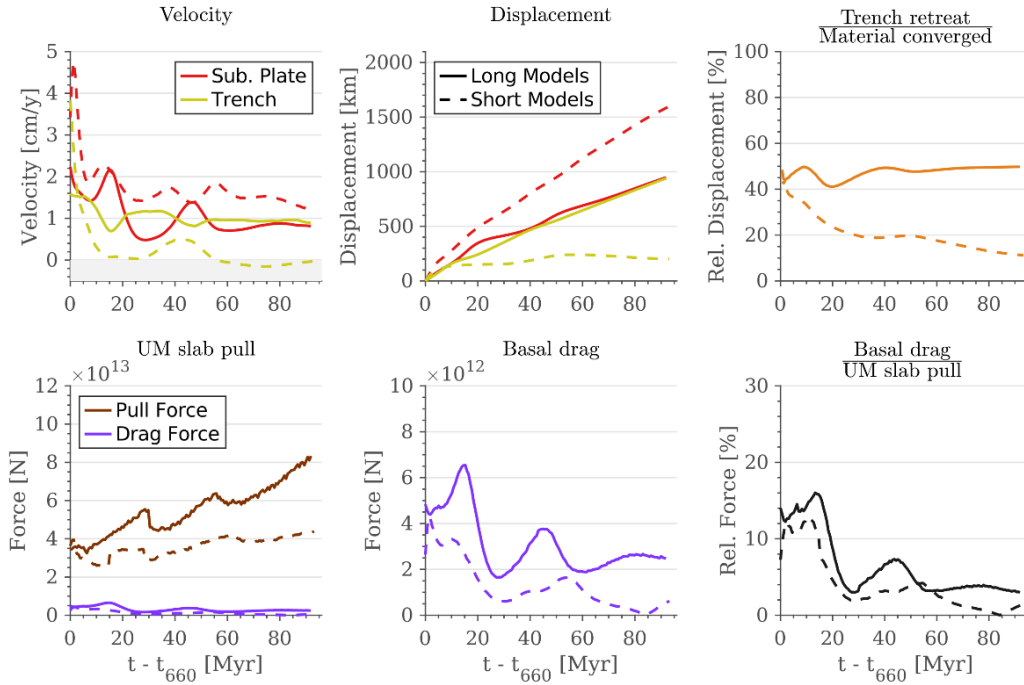 Velocity
Displacement
Trench retreat
Material converged
Velocity [cm/y]
5
4
3
2
1
0
Sub. Plate
Trench
0 20 40 60 80
Displacement [km]
2000
1500
1000
500
0
Long Models
Short Models
0 20 40 60 80
Rel. Displacement [%]
100
80
60
40
20
0
0 20 40 60 80
UM slab pull
Basal drag
Basal drag
UM slab pull
×10^13
Force [N]
12
10
8
6
4
2
0
Pull Force
Drag Force
0 20 40 60 80
t - t_660 [Myr]
×10^12
Force [N]
10
8
6
4
2
0
0 20 40 60 80
t - t_660 [Myr]
Rel. Force [%]
30
20
10
0
0 20 40 60 80
t - t_660 [Myr]